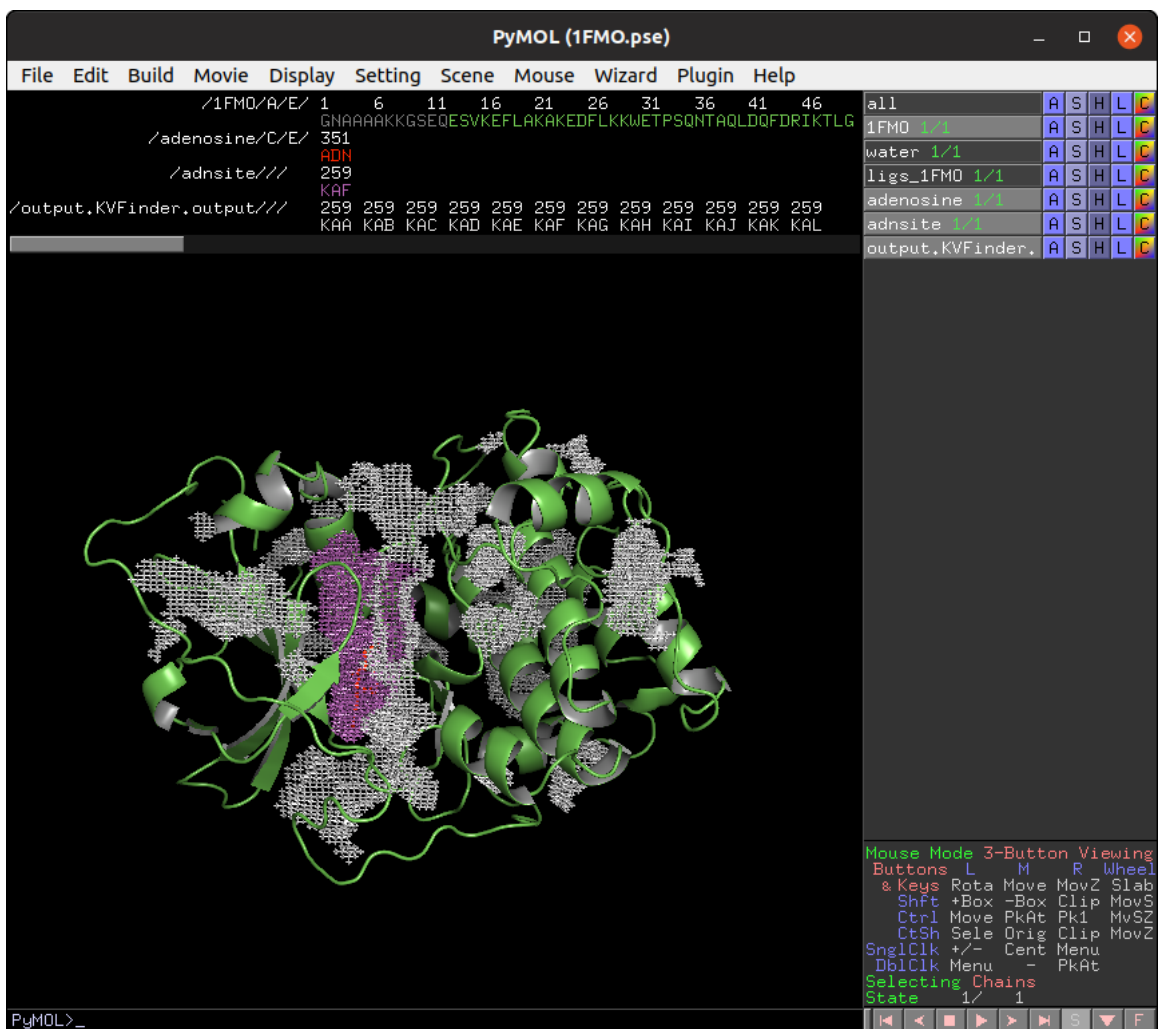 PyMOL (1FMO.pse)
File Edit Build Movie Display Setting Scene Mouse Wizard Plugin Help
/1FMO/A/E/ 1 6 11 16 21 26 31 36 41 46
GNAAAAKKGSEQESVKEFLAKAKEDFLKKWETPSQNTAQLDQFDRIKTLG
/adenosine/C/E/ 351
ADN
/adnsite/// 259
KAF
/output.KVFinder.output/// 259 259 259 259 259 259 259 259 259 259 259 259
KAA KAB KAC KAD KAE KAF KAG KAH KAI KAJ KAK KAL
all A S H L C
1FMO 1/1 A S H L C
water 1/1 A S H L C
ligs_1FMO 1/1 A S H L C
adenosine 1/1 A S H L C
adnsite 1/1 A S H L C
output.KVFinder. A S H L C
Mouse Mode 3-Button Viewing
Buttons L M R Wheel
& Keys Rota Move MovZ Slab
Shft +Box -Box Clip MovS
Ctrl Move PkAt Pk1 MvSZ
CtSh Sele Orig Clip MovZ
SnglClk +/- Cent Menu
DblClk Menu - PkAt
Selecting Chains
State 1/ 1
PyMOL>_
S F